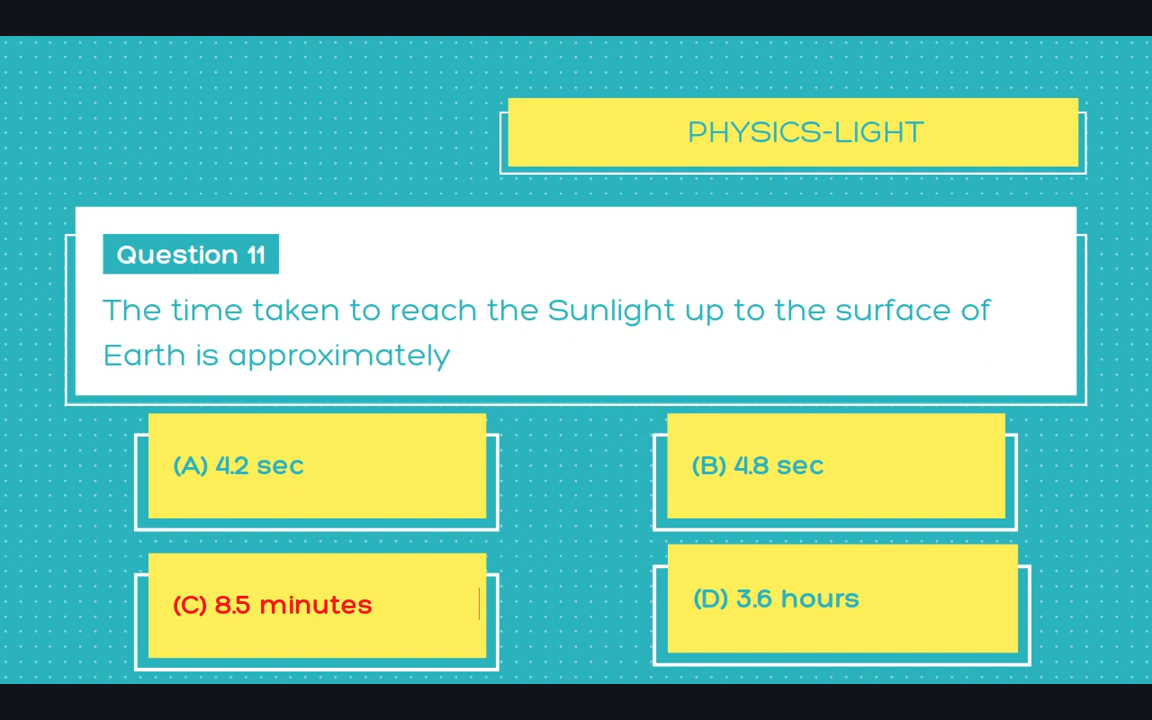 PHYSICS-LIGHT
Question 11
The time taken to reach the Sunlight up to the surface of
Earth is approximately
(A) 4.2 sec
(B) 4.8 sec
(C) 8.5 minutes
(D) 3.6 hours